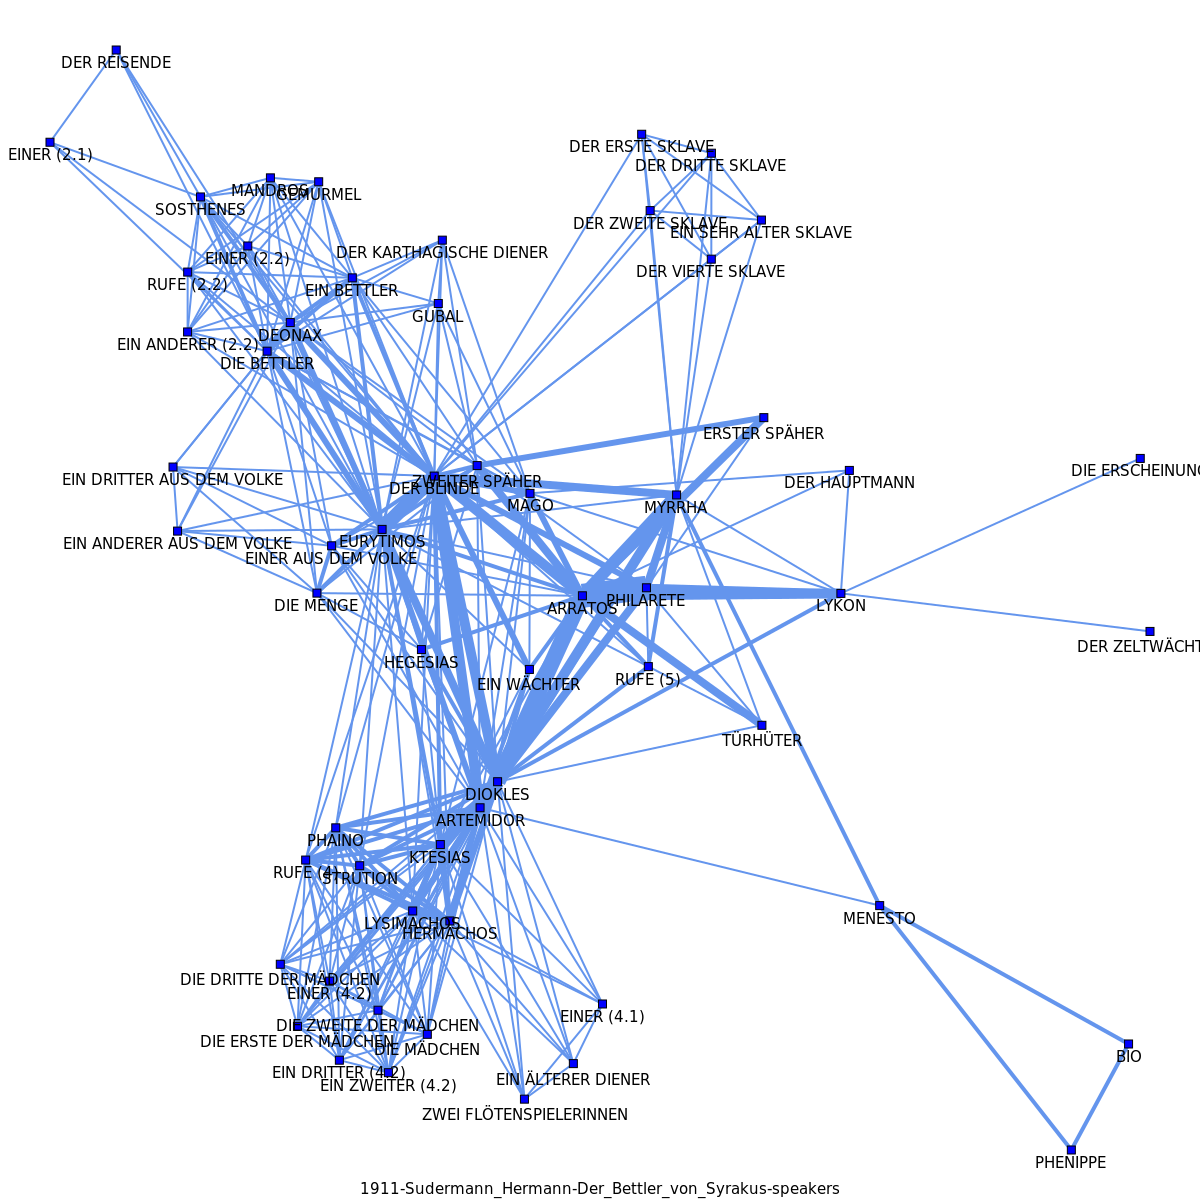 DER REISENDE
DER ERSTE SKLAVE
EINER (2.1)
DER DRITTE SKLAVE
MANDROS
GEMURMEL
SOSTHENES
DER ZWEITE SKLAVE
EIN SEHR ALTER SKLAVE
DER KARTHAGISCHE DIENER
EINER (2.2)
DER VIERTE SKLAVE
RUFE (2.2)
EIN BETTLER
GUBAL
DEONAX
EIN ANDERER (2.2)
DIE BETTLER
ERSTER SPÄHER
DIE ERSCHEINUNG
EIN DRITTER AUS DEM VOLKE
ZWEITER SPÄHER
DER HAUPTMANN
DER BLINDE
MAGO
MYRRHA
EIN ANDERER AUS DEM VOLKE
EURYTIMOS
EINER AUS DEM VOLKE
DIE MENGE
ARRATOS
PHILARETE
LYKON
DER ZELTWÄCHT
HEGESIAS
EIN WÄCHTER
RUFE (5)
TÜRHÜTER
DIOKLES
ARTEMIDOR
PHAINO
KTESIAS
RUFE (4)
STRUTION
LYSIMACHOS
HERMACHOS
MENESTO
DIE DRITTE DER MÄDCHEN
EINER (4.2)
EINER (4.1)
DIE ZWEITE DER MÄDCHEN
DIE ERSTE DER MÄDCHEN
DIE MÄDCHEN
BIO
EIN DRITTER (4.2)
EIN ZWEITER (4.2)
EIN ÄLTERER DIENER
ZWEI FLÖTENSPIELERINNEN
PHENIPPE
1911-Sudermann_Hermann-Der_Bettler_von_Syrakus-speakers